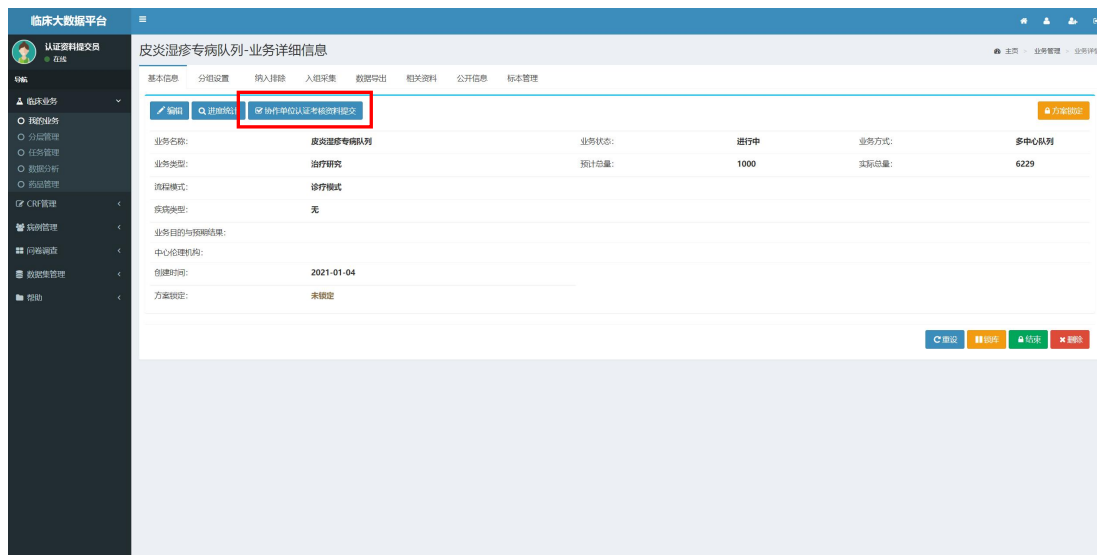 临床大数据平台
认证资料提交员
在线
导航
临床业务
我的业务
分层管理
任务管理
数据分析
药品管理
CRF管理
病例管理
问卷调查
数据集管理
帮助
皮炎湿疹专病队列-业务详细信息
主页 > 业务管理 > 业务详
基本信息 分组设置 纳入排除 入组采集 数据导出 相关资料 公开信息 标本管理
编辑 进度统计 协作单位认证考核资料提交 方案锁定
业务名称: 皮炎湿疹专病队列 业务状态: 进行中 业务方式: 多中心队列
业务类型: 治疗研究 预计总量: 1000 实际总量: 6229
流程模式: 诊疗模式
疾病类型: 无
业务目的与预期结果:
中心伦理机构:
创建时间: 2021-01-04
方案锁定: 未锁定
重设 锁库 结束 删除